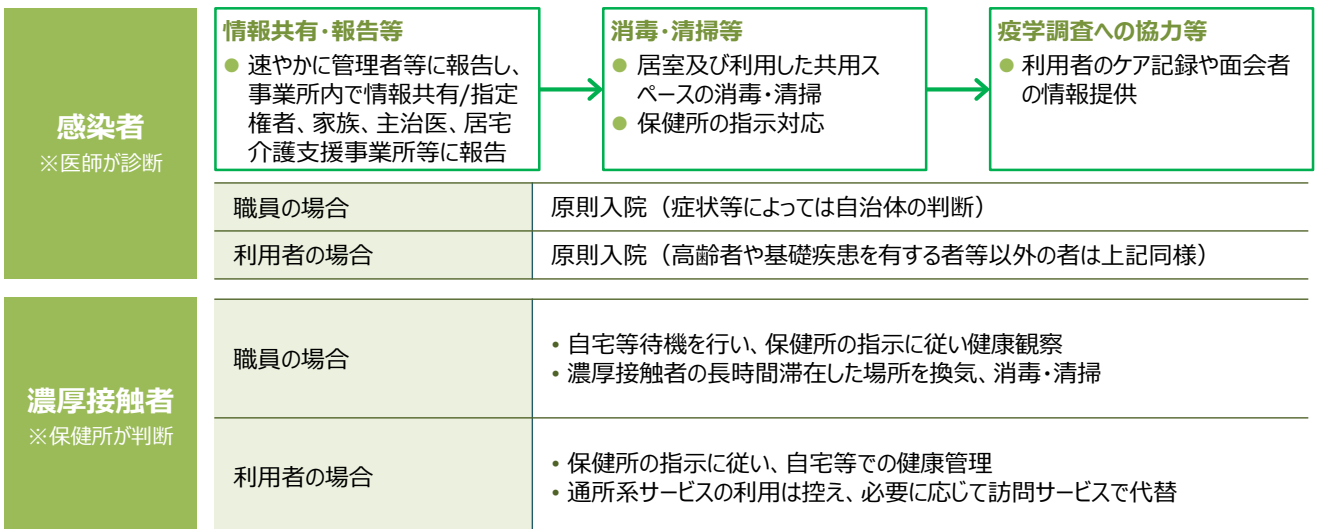 感染者
※医師が診断
情報共有・報告等
● 速やかに管理者等に報告し、
事業所内で情報共有/指定
権者、家族、主治医、居宅
介護支援事業所等に報告
消毒・清掃等
● 居室及び利用した共用ス
ペースの消毒・清掃
● 保健所の指示対応
疫学調査への協力等
● 利用者のケア記録や面会者
の情報提供
職員の場合
原則入院（症状等によっては自治体の判断）
利用者の場合
原則入院（高齢者や基礎疾患を有する者等以外の者は上記同様）
濃厚接触者
※保健所が判断
職員の場合
• 自宅等待機を行い、保健所の指示に従い健康観察
• 濃厚接触者の長時間滞在した場所を換気、消毒・清掃
利用者の場合
• 保健所の指示に従い、自宅等での健康管理
• 通所系サービスの利用は控え、必要に応じて訪問サービスで代替